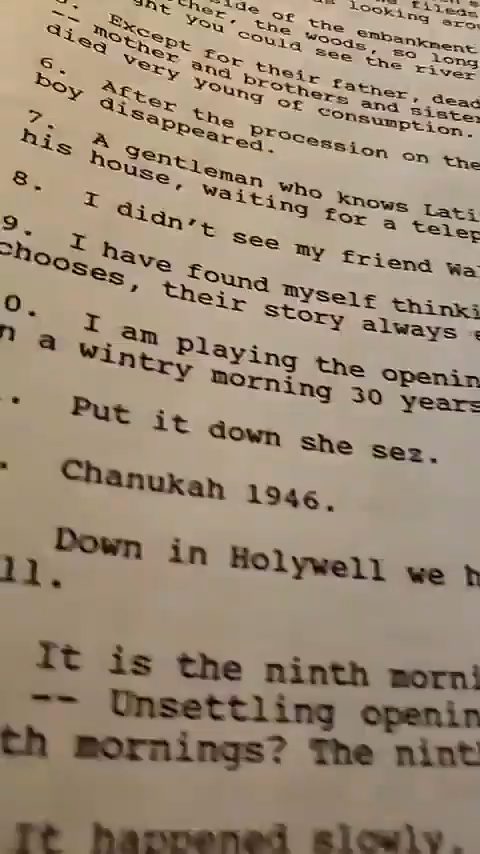 side of the embankment
-- 'ther', the woods, so long
ght you could see the river
Except for their father, dead
-- mother and brothers and sister
died very young of consumption.
6. After the procession on the
boy disappeared.
7. A gentleman who knows Lati
his house, waiting for a telep
8. I didn't see my friend Wa
9. I have found myself thinki
chooses, their story always e
0. I am playing the openin
n a wintry morning 30 years
. Put it down she sez.
. Chanukah 1946.
Down in Holywell we h
ll.
It is the ninth morni
-- Unsettling openin
th mornings? The nint
It happened slowly.